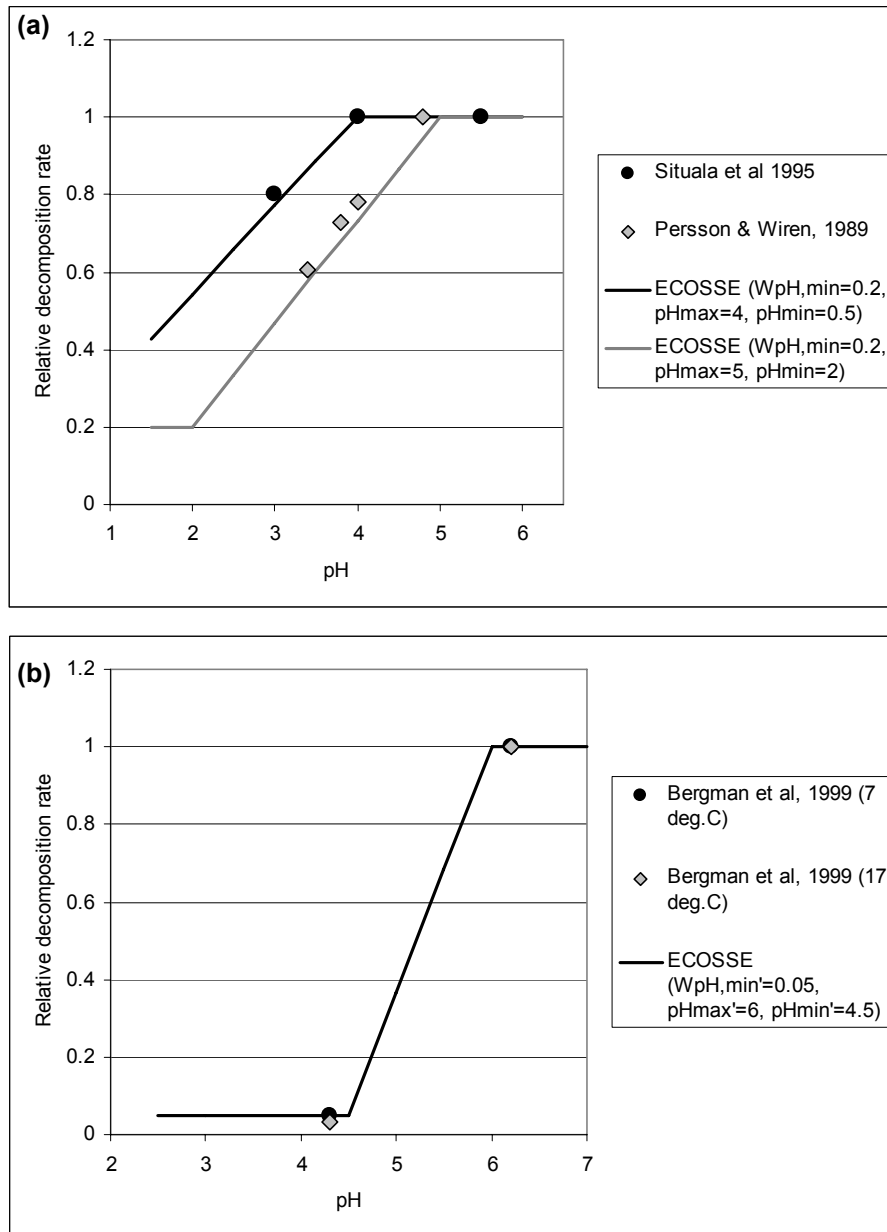 (a)
1.2
1
0.8
0.6
0.4
0.2
0
Relative decomposition rate
1 2 3 4 5 6
pH
Situala et al 1995
Persson & Wiren, 1989
ECOSSE (WpH,min=0.2,
pHmax=4, pHmin=0.5)
ECOSSE (WpH,min=0.2,
pHmax=5, pHmin=2)
(b)
1.2
1
0.8
0.6
0.4
0.2
0
Relative decomposition rate
2 3 4 5 6 7
pH
Bergman et al, 1999 (7
deg.C)
Bergman et al, 1999 (17
deg.C)
ECOSSE
(WpH,min'=0.05,
pHmax'=6, pHmin'=4.5)